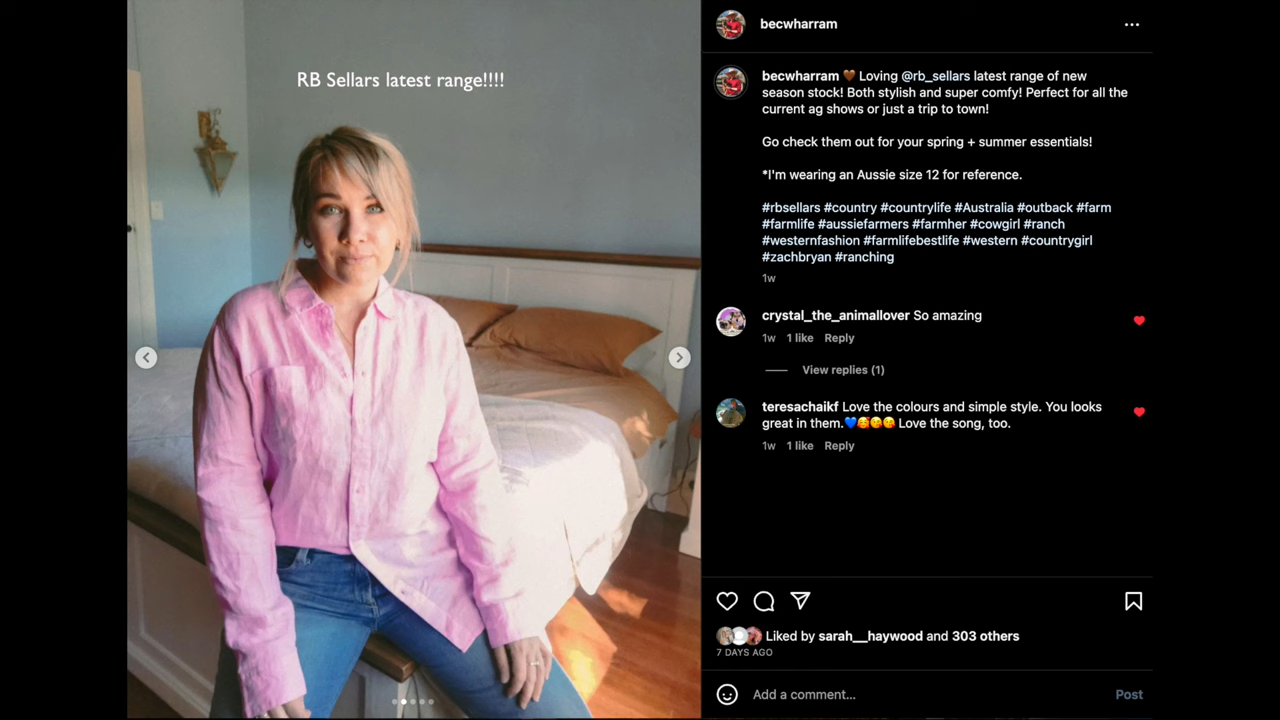 RB Sellars latest range!!!!
becwharram
becwharram 🤎 Loving @rb_sellars latest range of new
season stock! Both stylish and super comfy! Perfect for all the
current ag shows or just a trip to town!
Go check them out for your spring + summer essentials!
*I'm wearing an Aussie size 12 for reference.
#rbsellars #country #countrylife #Australia #outback #farm
#farmlife #aussiefarmers #farmher #cowgirl #ranch
#westernfashion #farmlifebestlife #western #countrygirl
#zachbryan #ranching
1w
crystal_the_animallover So amazing
1w 1 like Reply
View replies (1)
teresachaikf Love the colours and simple style. You looks
great in them.💙🥰😘😘 Love the song, too.
1w 1 like Reply
Liked by sarah__haywood and 303 others
7 DAYS AGO
Add a comment...
Post